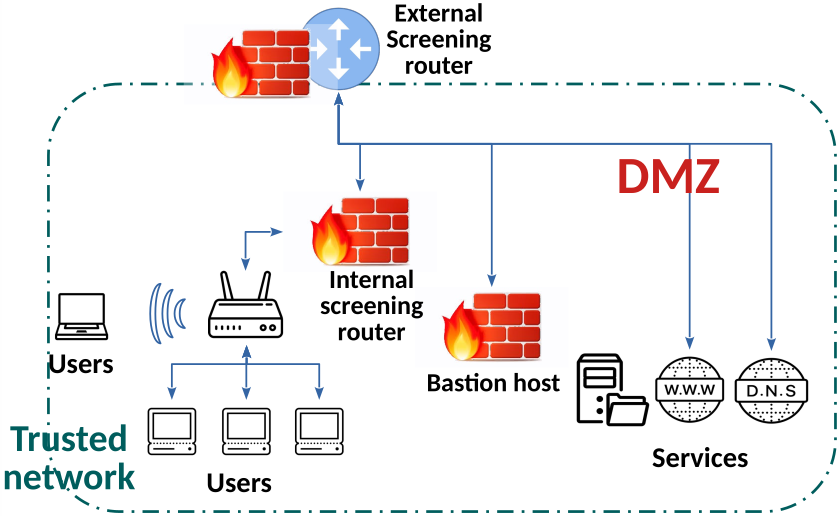 External
Screening
router
DMZ
Internal
screening
router
Users
Bastion host
W.W.W
D.N.S
Trusted
network
Users
Services